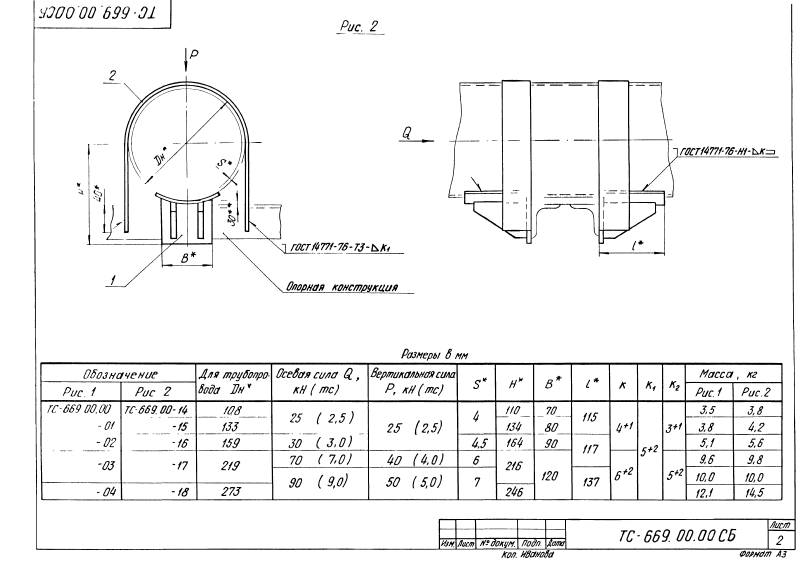 ТС-669.00.00СК
Рис. 2
P
2
Dн*
S*
H*
40*
30**
ГОСТ 14771-76-Т3-⊿К₁
1
B*
Опорная конструкция
Q
ГОСТ 14771-76-Н1-⊿К
l*
Размеры в мм
Обозначение | Для трубопровода Dн* | Осевая сила Q, кН (тс) | Вертикальная сила P, кН (тс) | S* | H* | B* | l* | К | К₁ | К₂ | Масса, кг
Рис. 1 | Рис 2 | Рис.1 | Рис.2
ТС-669.00.00 | ТС-669.00-14 | 108 | 25 (2,5) | 25 (2,5) | 4 | 110 | 70 | 115 | 4+1 | 5+2 | 3+1 | 3,5 | 3,8
-01 | -15 | 133 | 134 | 80 | 3,8 | 4,2
-02 | -16 | 159 | 30 (3,0) | 4,5 | 164 | 90 | 117 | 5,1 | 5,6
-03 | -17 | 219 | 70 (7,0) | 40 (4,0) | 6 | 216 | 120 | 6+2 | 5+2 | 9,6 | 9,8
90 (9,0) | 50 (5,0) | 7 | 137 | 10,0 | 10,0
-04 | -18 | 273 | 246 | 12,1 | 14,5
ТС-669.00.00 СБ
Лист
2
Изм. Лист № докум. Подп. Дата
Коп. Иванова
Формат А3